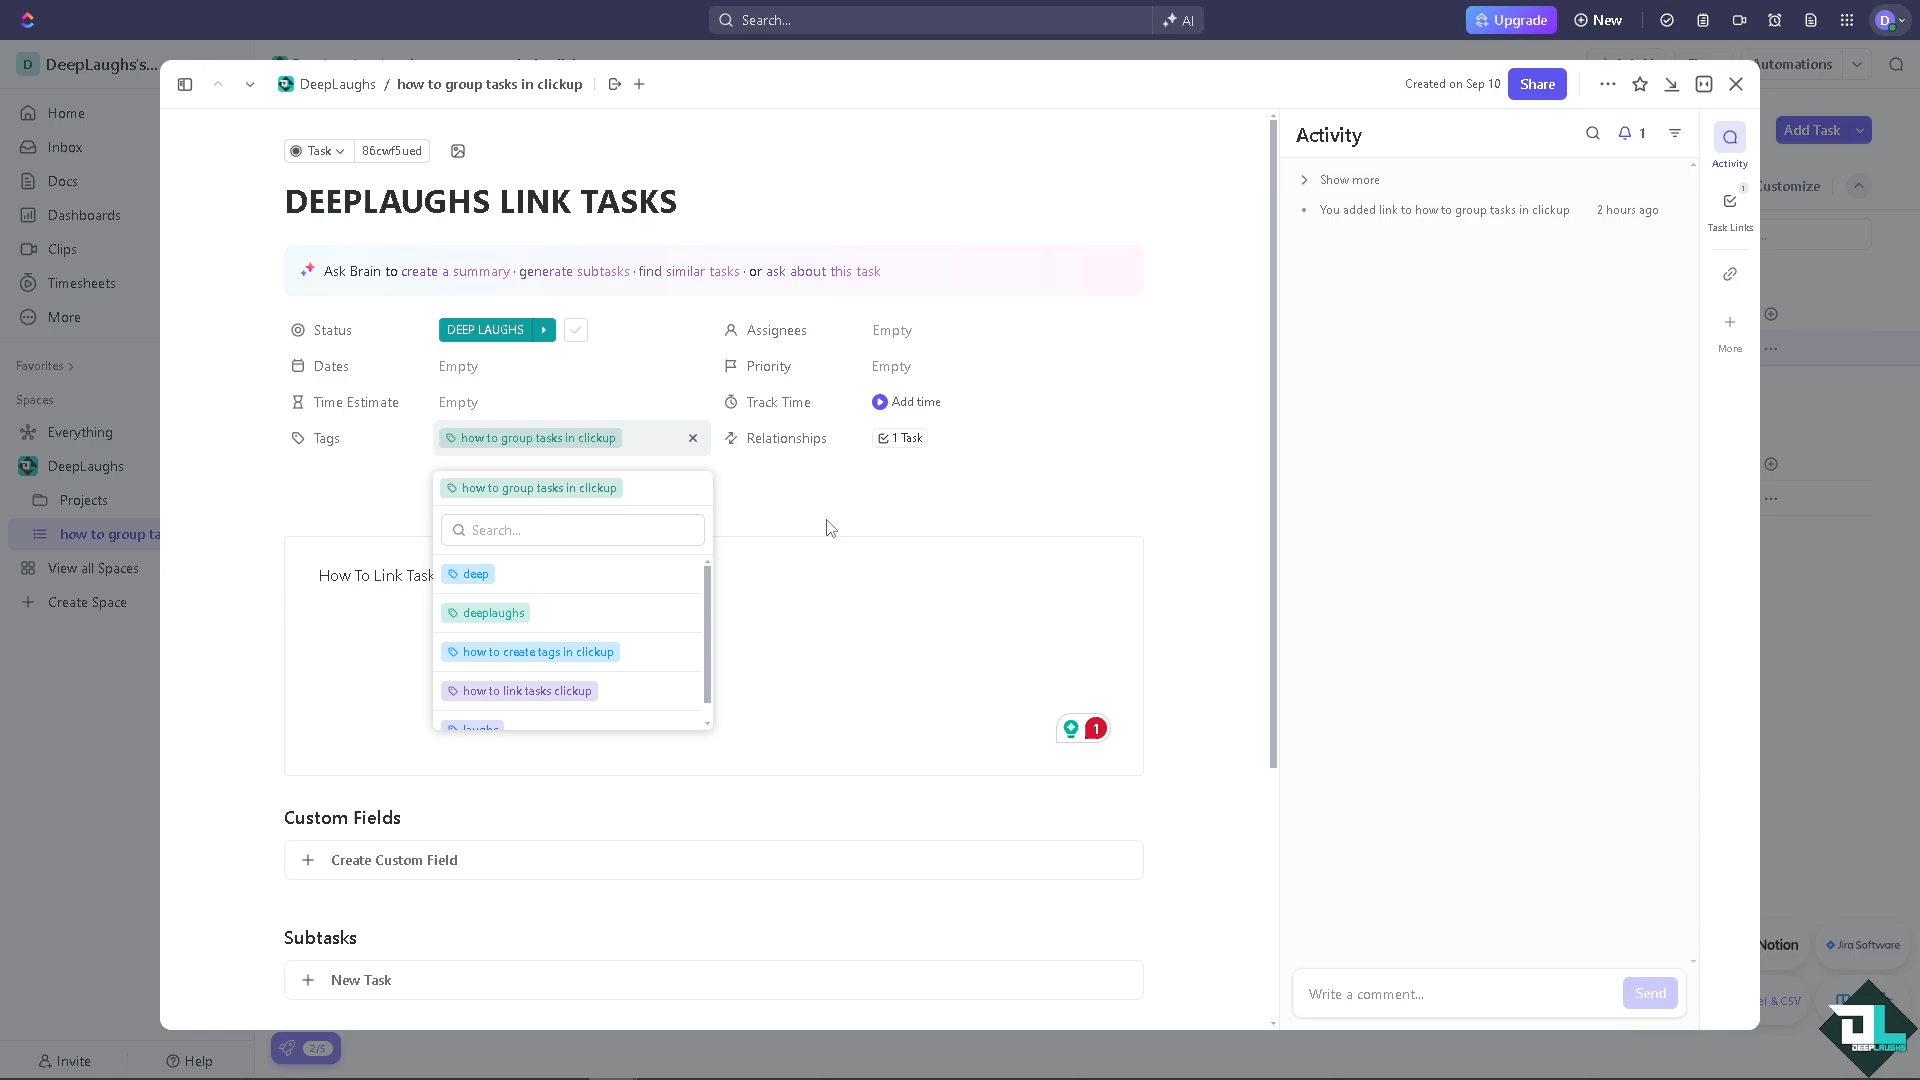 Search...
AI
Upgrade
New
D
D
DeepLaughs's...
Home
Inbox
Docs
Dashboards
Clips
Timesheets
More
Favorites
Spaces
Everything
DeepLaughs
Projects
how to group ta
View all Spaces
Create Space
Invite
Help
2/5
DeepLaughs / how to group tasks in clickup
Created on Sep 10
Share
Task
86cwf5ued
DEEPLAUGHS LINK TASKS
Ask Brain to create a summary · generate subtasks · find similar tasks · or ask about this task
Status
DEEP LAUGHS
Assignees
Empty
Dates
Empty
Priority
Empty
Time Estimate
Empty
Track Time
Add time
Tags
how to group tasks in clickup
Relationships
1 Task
how to group tasks in clickup
Search...
deep
deeplaughs
how to create tags in clickup
how to link tasks clickup
laughs
How To Link Task
1
Custom Fields
Create Custom Field
Subtasks
New Task
Activity
1
Show more
You added link to how to group tasks in clickup
2 hours ago
Write a comment...
Send
Activity
1
Task Links
More
Automations
Add Task
Customize
Notion
Jira Software
& CSV
DEEPLAUGHS